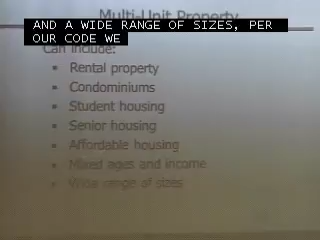 Multi-Unit Property
AND A WIDE RANGE OF SIZES, PER
OUR CODE WE
Can include:
• Rental property
• Condominiums
• Student housing
• Senior housing
• Affordable housing
• Mixed ages and income
• Wide range of sizes